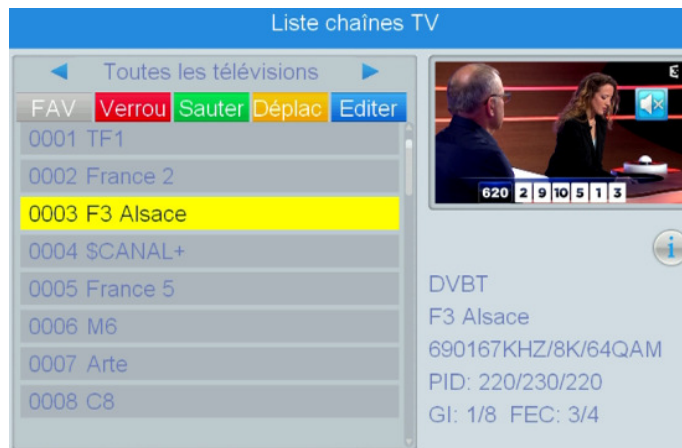 Liste chaînes TV
Toutes les télévisions
FAV Verrou Sauter Déplac Editer
0001 TF1
0002 France 2
0003 F3 Alsace
0004 $CANAL+
0005 France 5
0006 M6
0007 Arte
0008 C8
620 2 9 10 5 1 3
i
DVBT
F3 Alsace
690167KHZ/8K/64QAM
PID: 220/230/220
GI: 1/8 FEC: 3/4